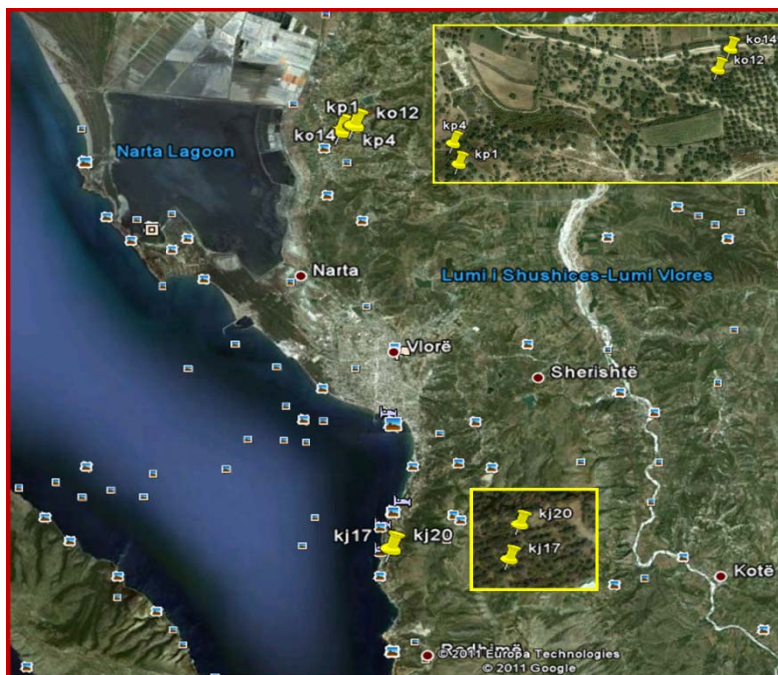 ko14
ko12
kp4
kp1
kp1
ko12
ko14
kp4
Narta Lagoon
Narta
Lumi i Shushices-Lumi Vlores
Vlorë
Sherishtë
kj20
kj17
kj17
kj20
Kotë
Radhimë
© 2011 Europa Technologies
© 2011 Google